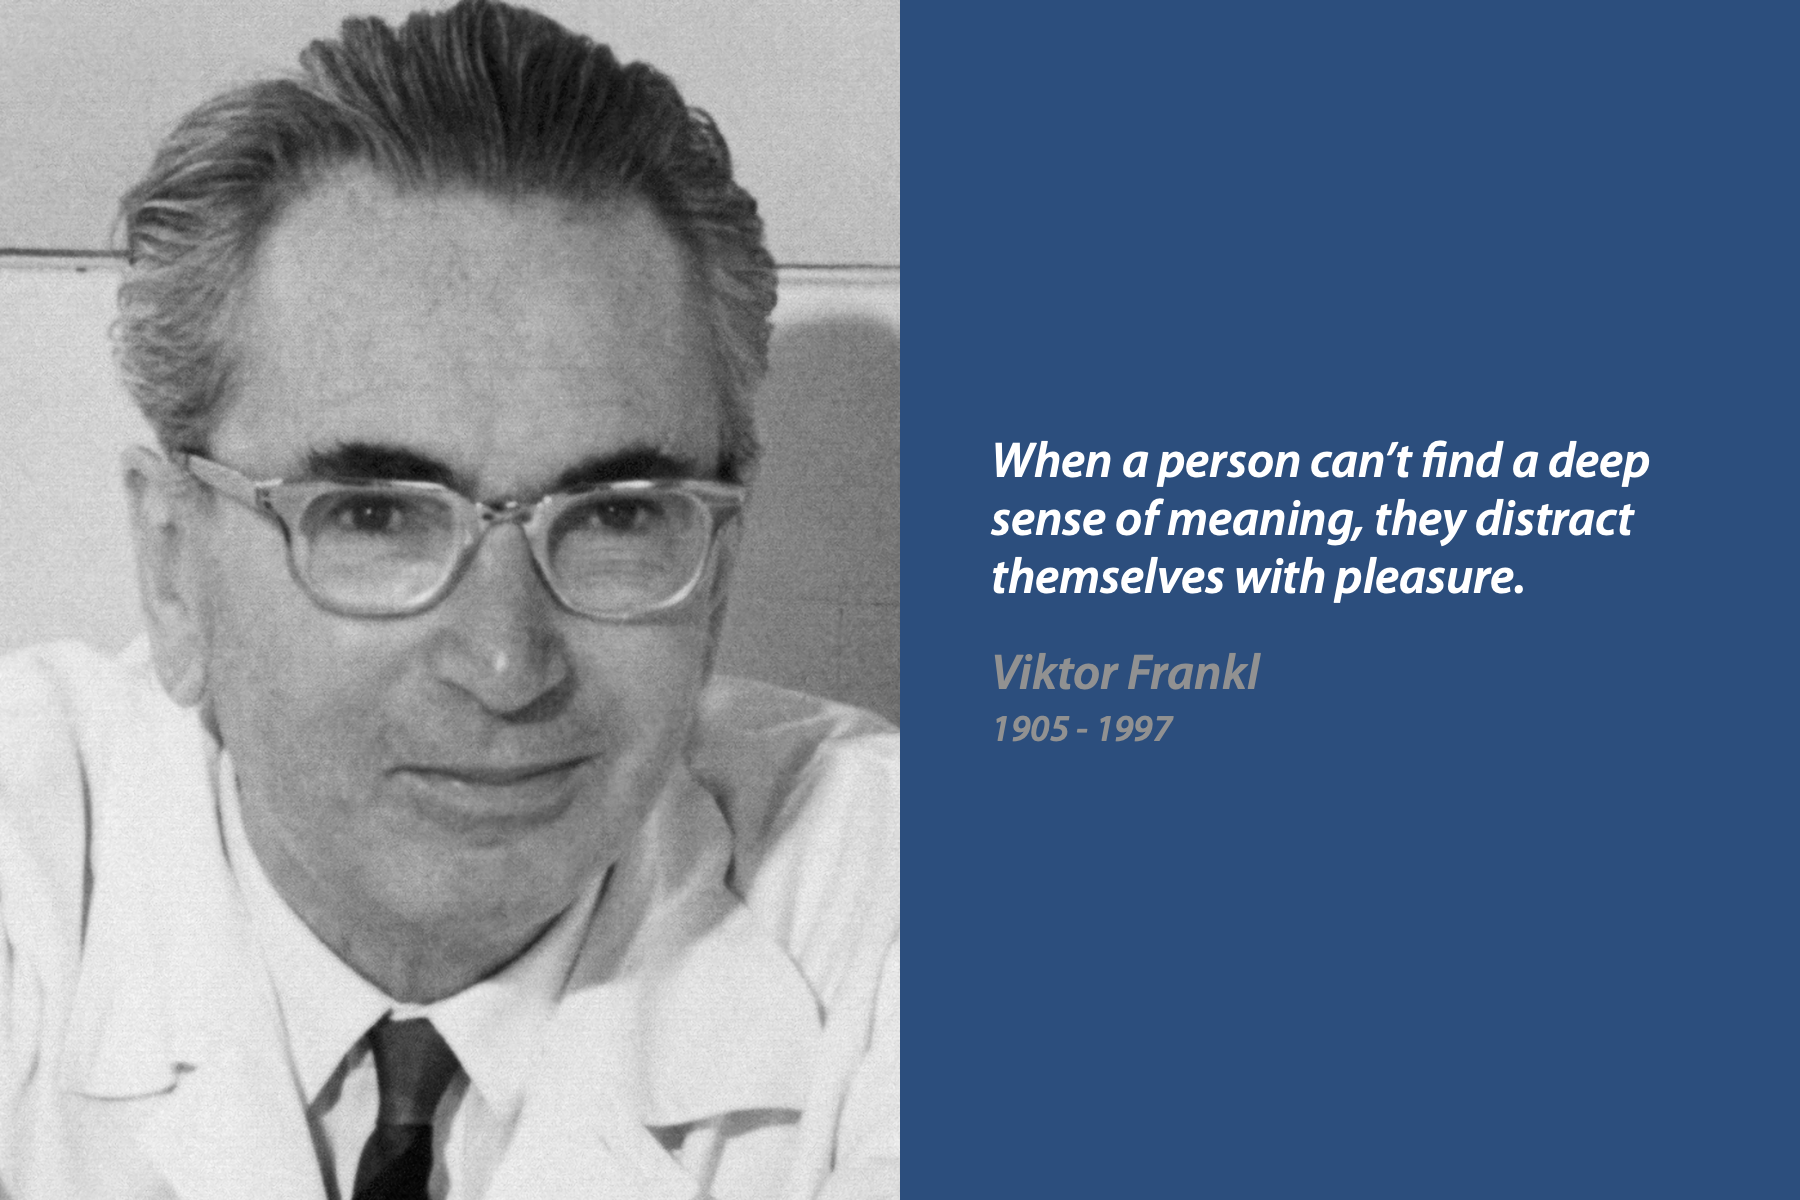 When a person can’t find a deep
sense of meaning, they distract
themselves with pleasure.
Viktor Frankl
1905 - 1997